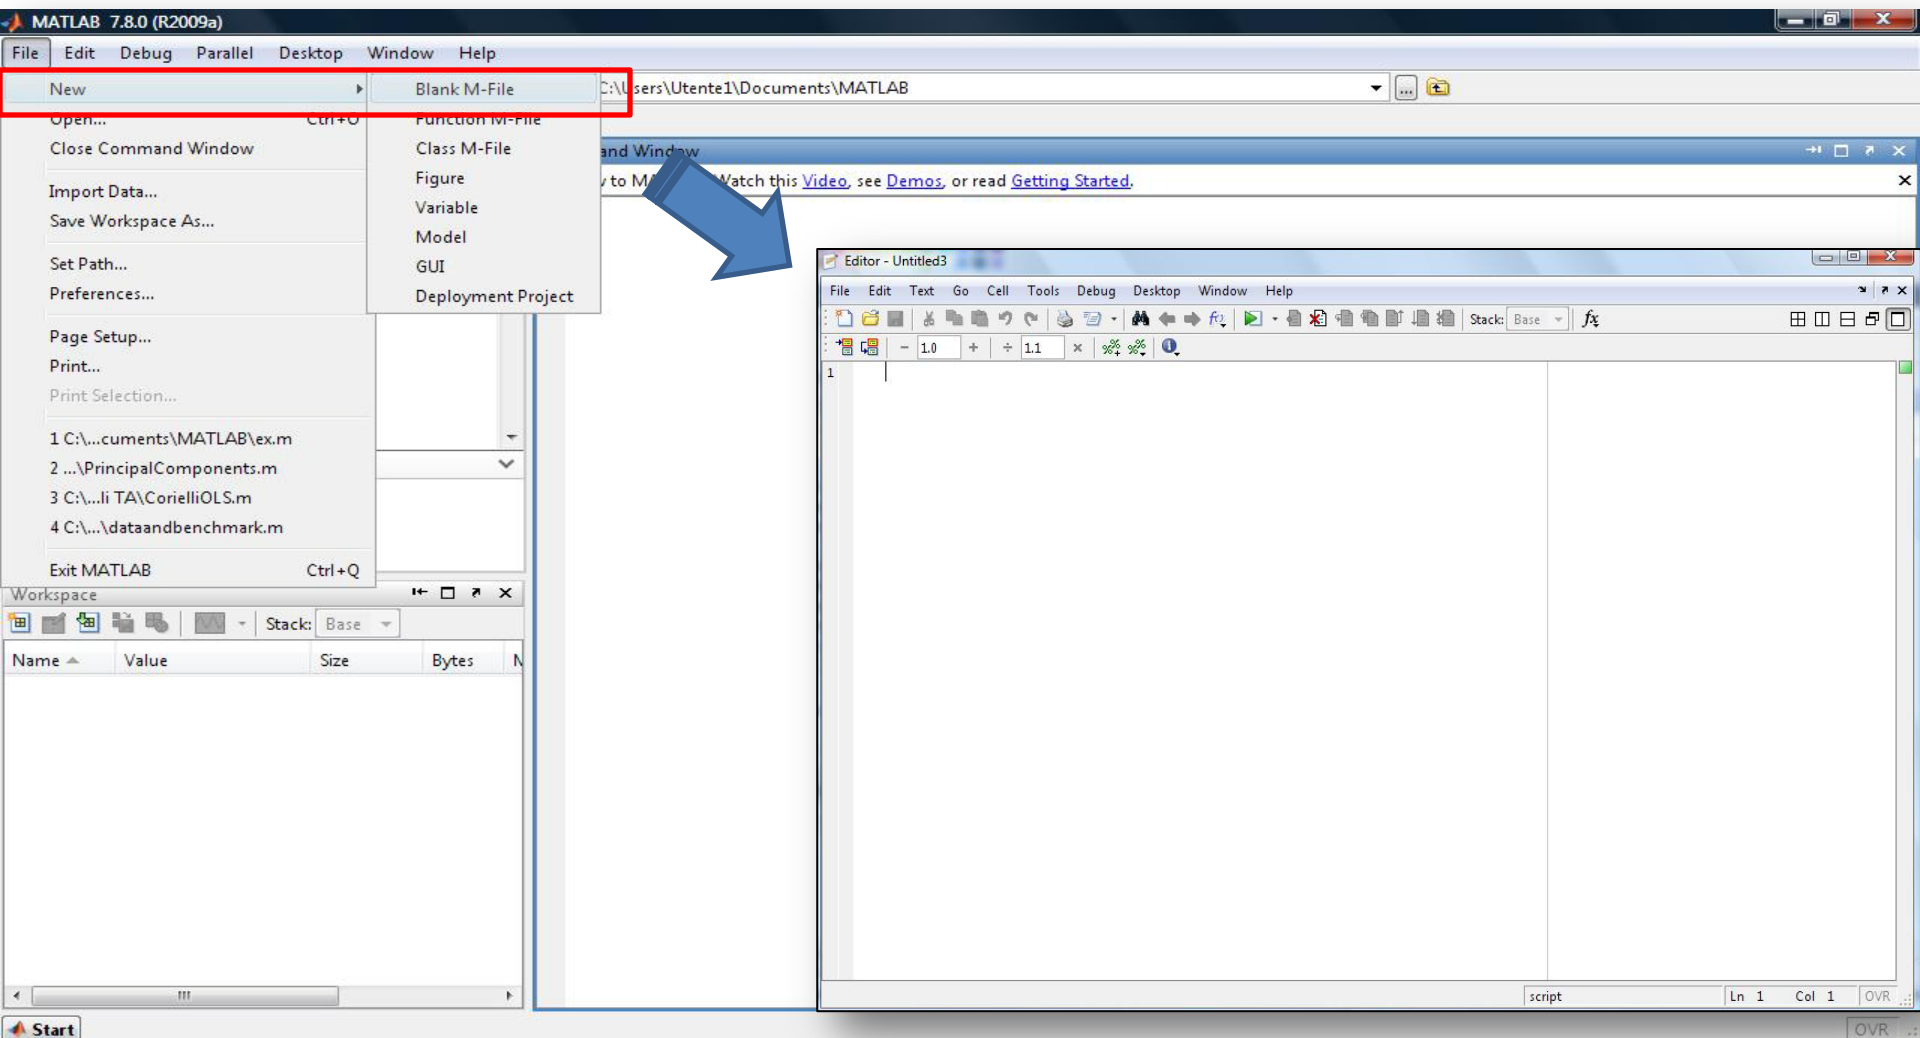 MATLAB 7.8.0 (R2009a)
File Edit Debug Parallel Desktop Window Help
New
Blank M-File
C:\Users\Utente1\Documents\MATLAB
Open... Ctrl+O
Function M-File
Close Command Window
Class M-File
and Window
Import Data...
Figure
to Watch this Video, see Demos, or read Getting Started.
Save Workspace As...
Variable
Model
Set Path...
GUI
Preferences...
Deployment Project
Page Setup...
Print...
Print Selection...
1 C:\...cuments\MATLAB\ex.m
2 ...\PrincipalComponents.m
3 C:\...li TA\CorielliOLS.m
4 C:\...\dataandbenchmark.m
Exit MATLAB Ctrl+Q
Editor - Untitled3
File Edit Text Go Cell Tools Debug Desktop Window Help
Stack: Base fx
- 1.0 + ÷ 1.1 ×
1
script Ln 1 Col 1 OVR
Workspace
Stack: Base
Name Value Size Bytes
Start
OVR